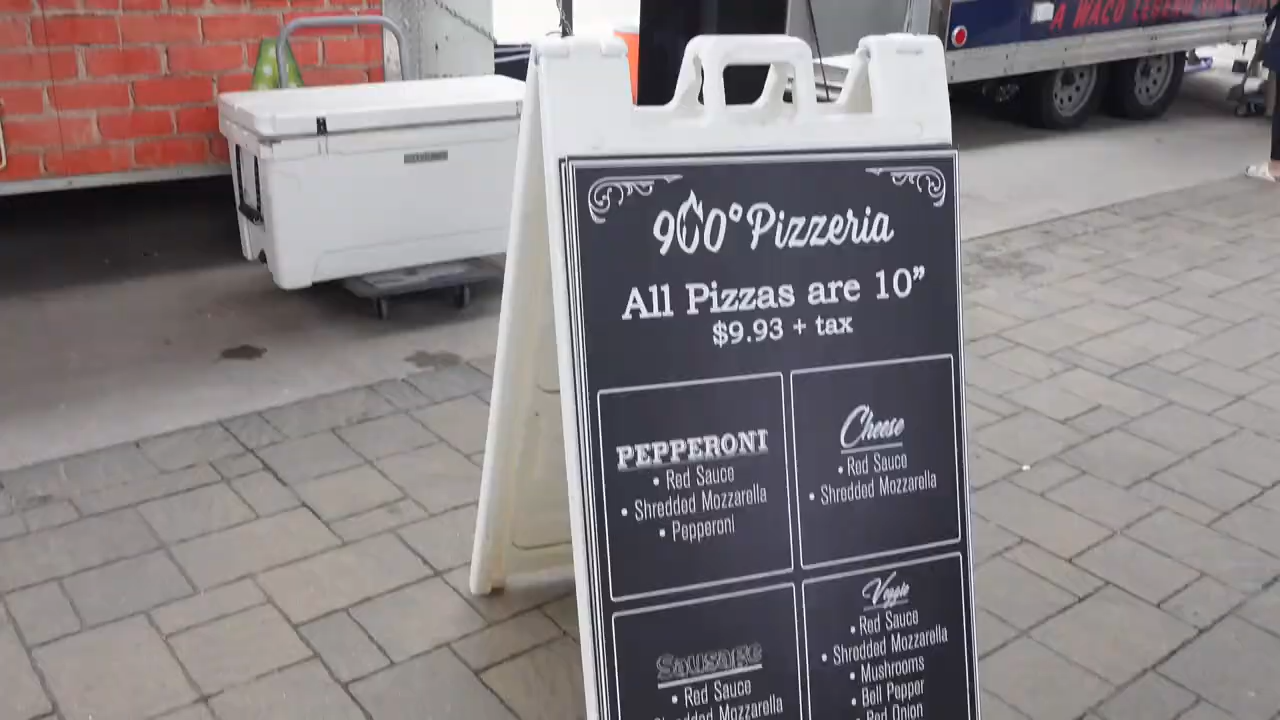 A WACO LEGEND SINCE
900° Pizzeria
All Pizzas are 10”
$9.93 + tax
PEPPERONI
• Red Sauce
• Shredded Mozzarella
• Pepperoni
Cheese
• Red Sauce
• Shredded Mozzarella
Sausage
• Red Sauce
Shredded Mozzarella
Veggie
• Red Sauce
• Shredded Mozzarella
• Mushrooms
• Bell Pepper
• Red Onion